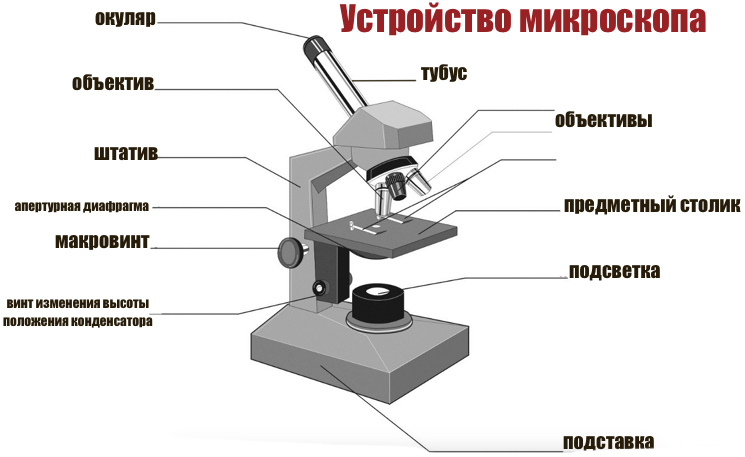 Устройство микроскопа
окуляр
тубус
объектив
объективы
штатив
апертурная диафрагма
предметный столик
макровинт
подсветка
винт изменения высоты
положения конденсатора
подставка